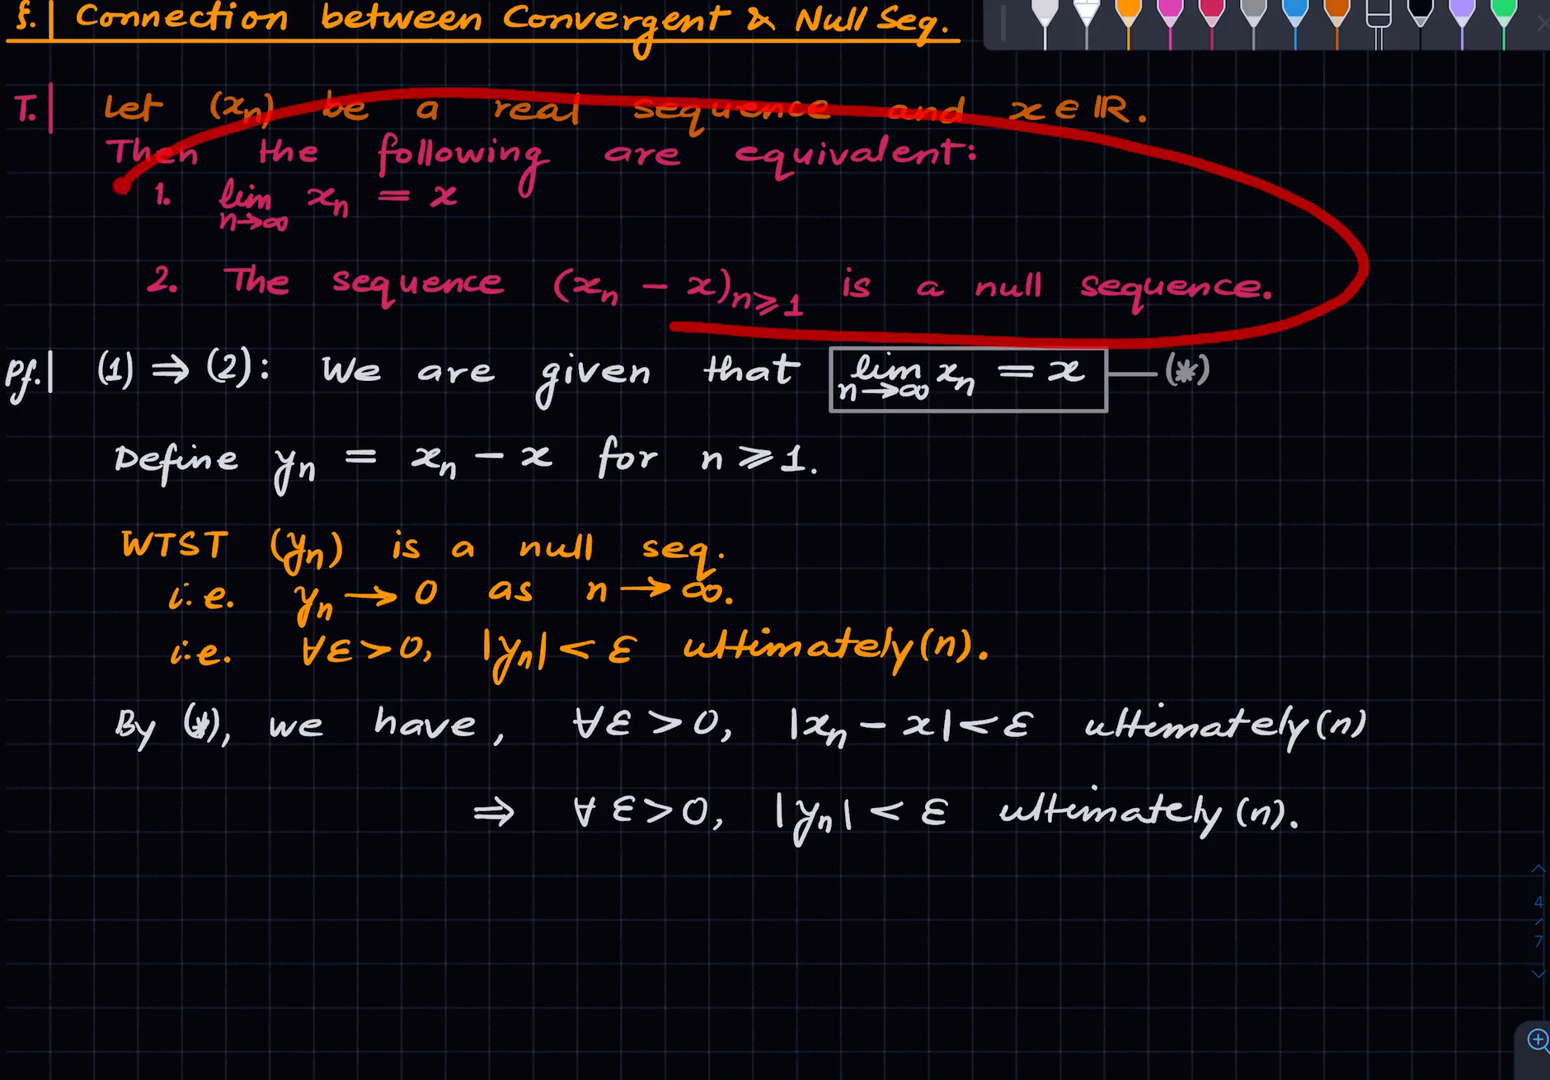 f. Connection between Convergent & Null Seq.
T. Let (xₙ) be a real sequence and x ∈ ℝ.
Then the following are equivalent:
1. lim xₙ = x
n→∞
2. The sequence (xₙ − x)ₙ≥₁ is a null sequence.
Pf. (1) ⇒ (2): We are given that lim xₙ = x — (*)
n→∞
Define yₙ = xₙ − x for n ≥ 1.
WTST (yₙ) is a null seq.
i.e. yₙ → 0 as n → ∞.
i.e. ∀ε > 0, |yₙ| < ε ultimately(n).
By (*), we have, ∀ε > 0, |xₙ − x| < ε ultimately(n)
⇒ ∀ε > 0, |yₙ| < ε ultimately(n).
4
7